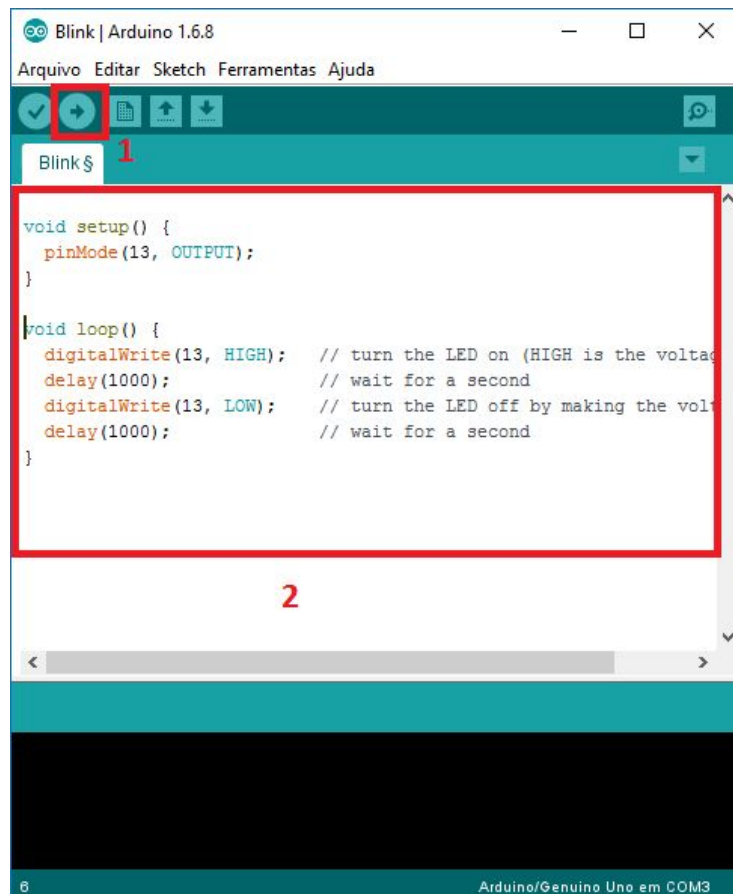 Blink | Arduino 1.6.8
Arquivo Editar Sketch Ferramentas Ajuda
1
Blink §
void setup() {
  pinMode(13, OUTPUT);
}
void loop() {
  digitalWrite(13, HIGH);   // turn the LED on (HIGH is the voltag
  delay(1000);              // wait for a second
  digitalWrite(13, LOW);    // turn the LED off by making the volt
  delay(1000);              // wait for a second
}
2
6
Arduino/Genuino Uno em COM3